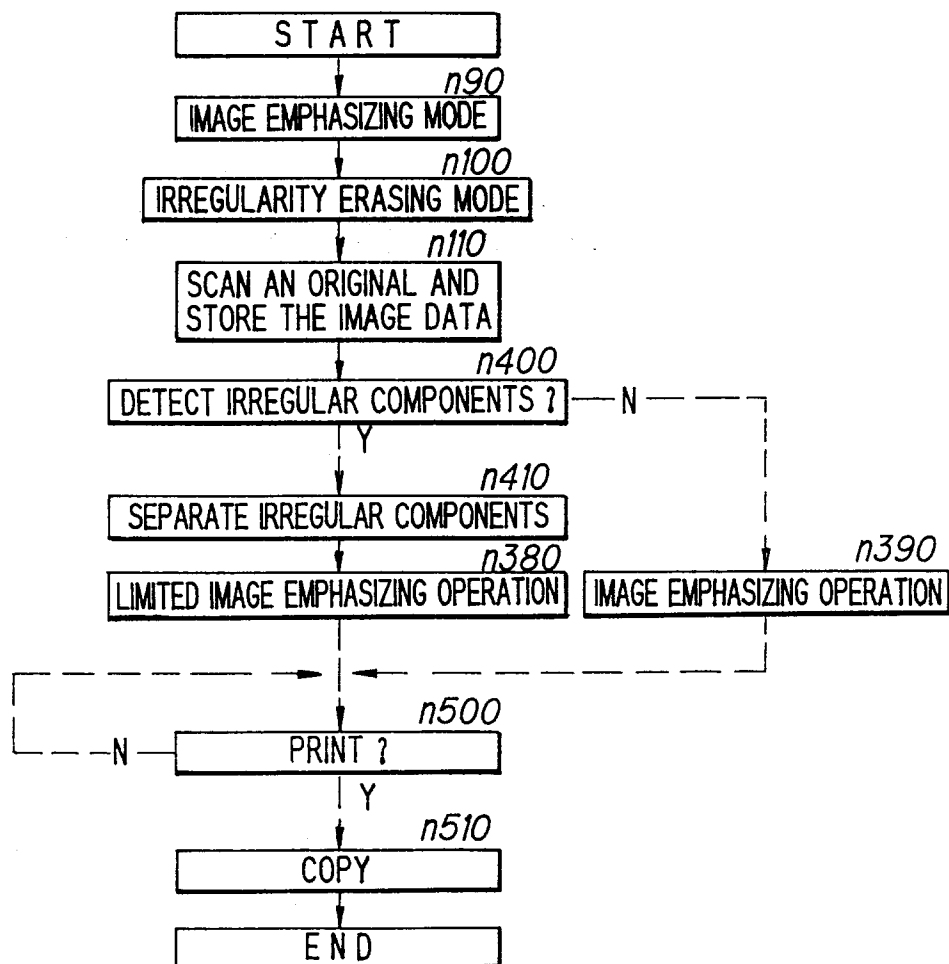 START
n90
IMAGE EMPHASIZING MODE
n100
IRREGULARITY ERASING MODE
n110
SCAN AN ORIGINAL AND
STORE THE IMAGE DATA
n400
DETECT IRREGULAR COMPONENTS ?
N
Y
n410
SEPARATE IRREGULAR COMPONENTS
n380
LIMITED IMAGE EMPHASIZING OPERATION
n390
IMAGE EMPHASIZING OPERATION
n500
PRINT ?
N
Y
n510
COPY
END